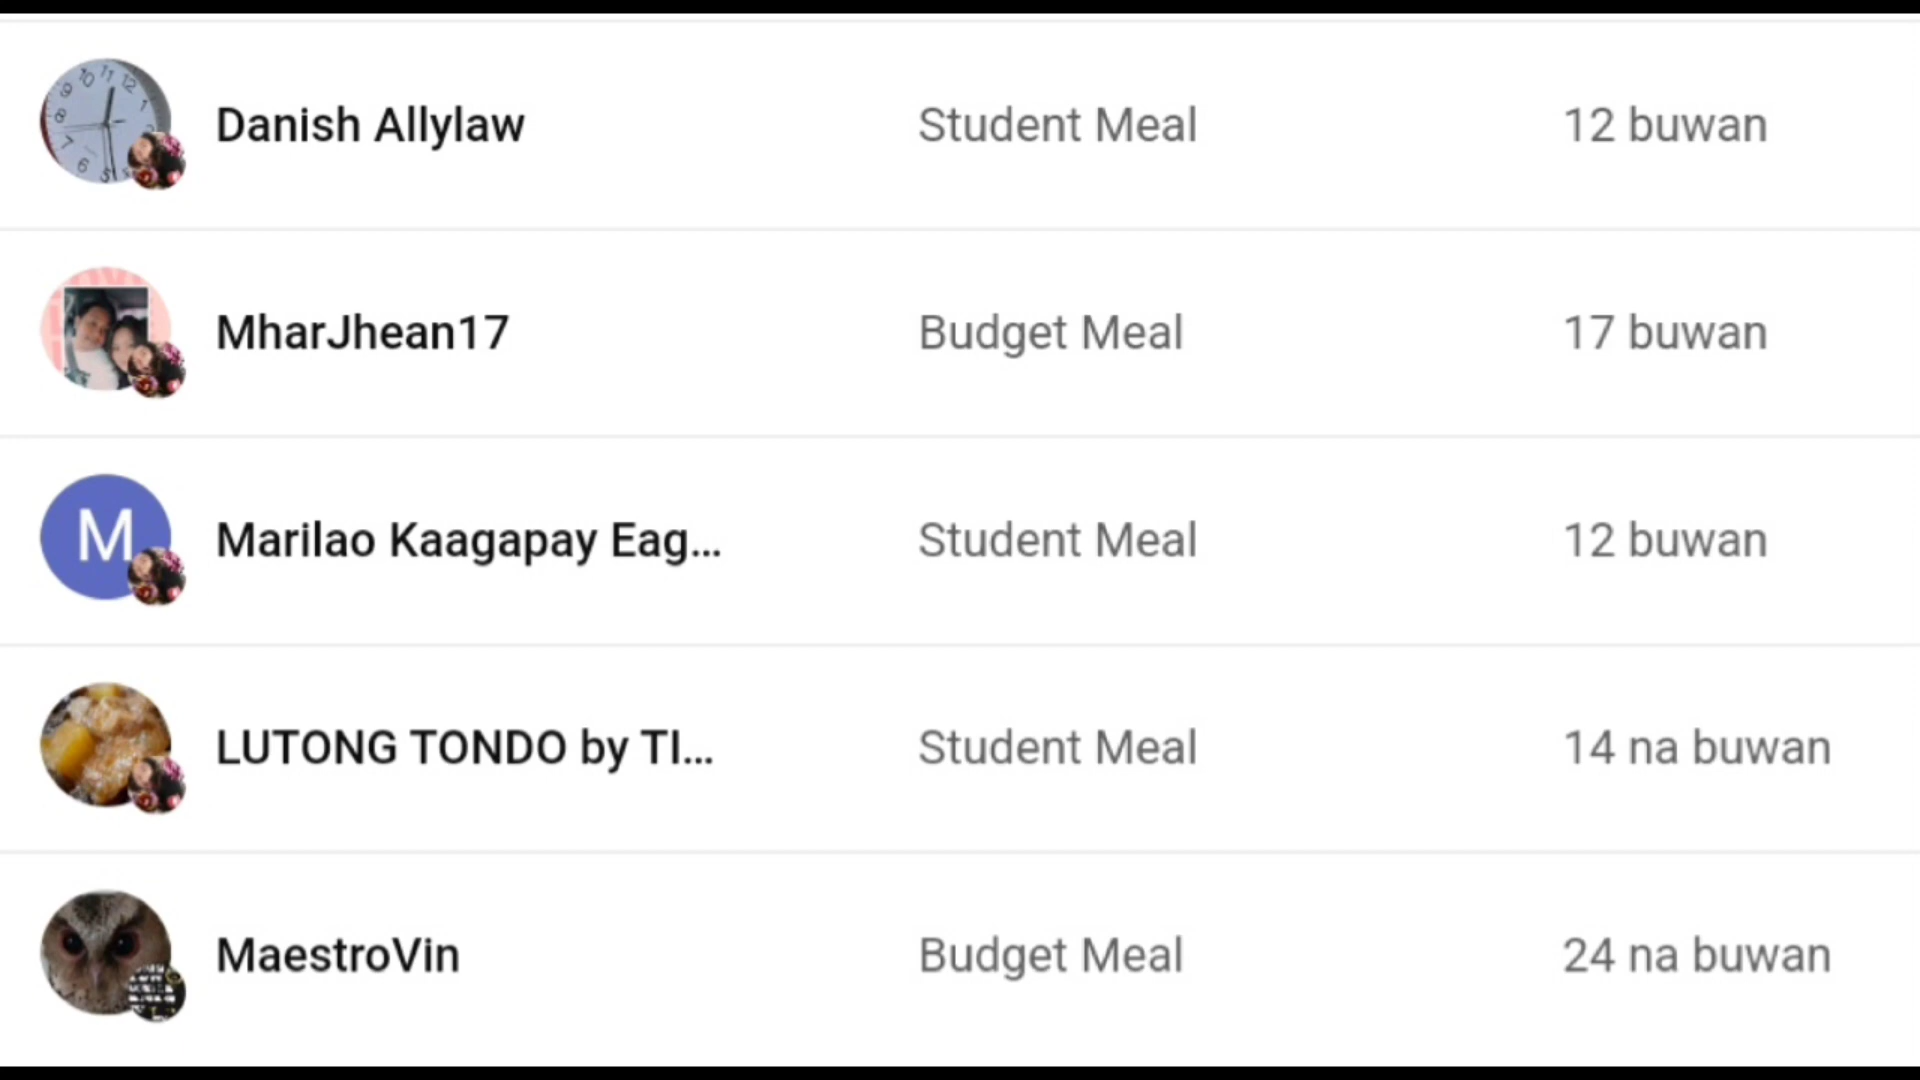 Danish Allylaw Student Meal 12 buwan
MharJhean17 Budget Meal 17 buwan
M
Marilao Kaagapay Eag... Student Meal 12 buwan
LUTONG TONDO by TI... Student Meal 14 na buwan
MaestroVin Budget Meal 24 na buwan